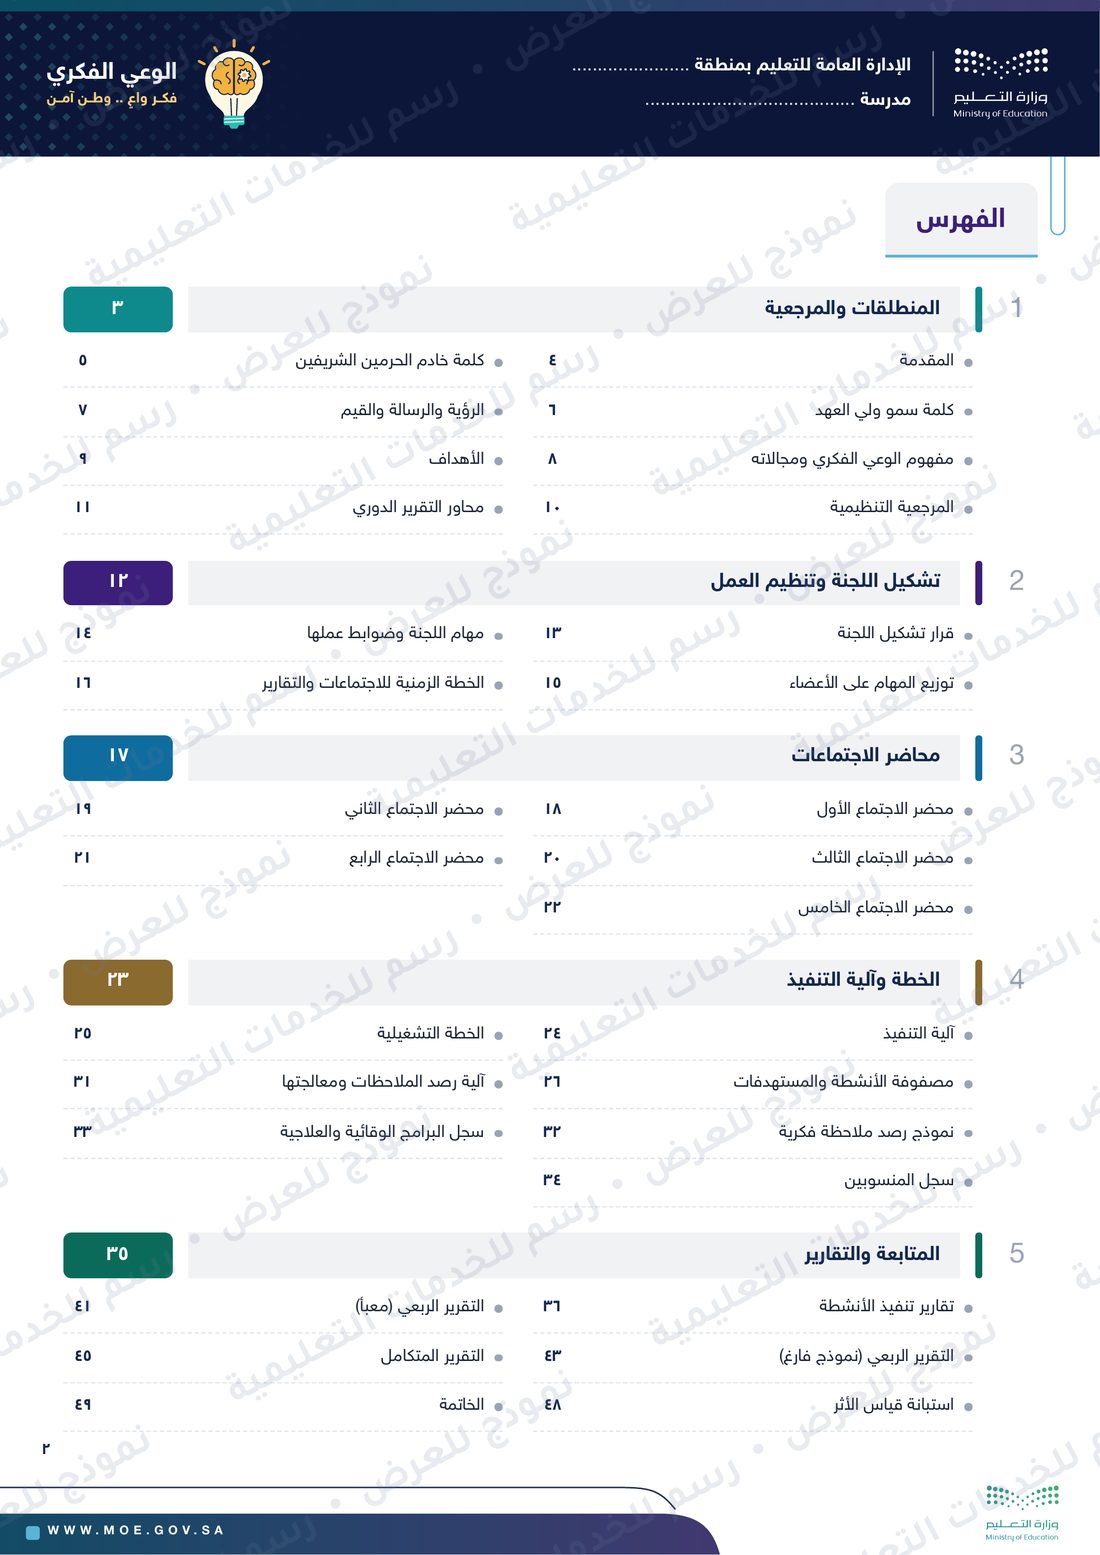 وزارة التعليم
Ministry of Education
الإدارة العامة للتعليم بمنطقة ......................
مدرسة ........................................
الوعي الفكري
فكـر واعٍ .. وطـن آمـن
الفهرس
1 المنطلقات والمرجعية ٣
المقدمة ٤
كلمة خادم الحرمين الشريفين ٥
كلمة سمو ولي العهد ٦
الرؤية والرسالة والقيم ٧
مفهوم الوعي الفكري ومجالاته ٨
الأهداف ٩
المرجعية التنظيمية ١٠
محاور التقرير الدوري ١١
2 تشكيل اللجنة وتنظيم العمل ١٢
قرار تشكيل اللجنة ١٣
مهام اللجنة وضوابط عملها ١٤
توزيع المهام على الأعضاء ١٥
الخطة الزمنية للاجتماعات والتقارير ١٦
3 محاضر الاجتماعات ١٧
محضر الاجتماع الأول ١٨
محضر الاجتماع الثاني ١٩
محضر الاجتماع الثالث ٢٠
محضر الاجتماع الرابع ٢١
محضر الاجتماع الخامس ٢٢
4 الخطة وآلية التنفيذ ٢٣
آلية التنفيذ ٢٤
الخطة التشغيلية ٢٥
مصفوفة الأنشطة والمستهدفات ٢٦
آلية رصد الملاحظات ومعالجتها ٣١
نموذج رصد ملاحظة فكرية ٣٢
سجل البرامج الوقائية والعلاجية ٣٣
سجل المنسوبين ٣٤
5 المتابعة والتقارير ٣٥
تقارير تنفيذ الأنشطة ٣٦
التقرير الربعي (معبأ) ٤١
التقرير الربعي (نموذج فارغ) ٤٣
التقرير المتكامل ٤٥
استبانة قياس الأثر ٤٨
الخاتمة ٤٩
٢
WWW.MOE.GOV.SA
وزارة التعليم
Ministry of Education
نموذج للعرض • رسم للخدمات التعليمية